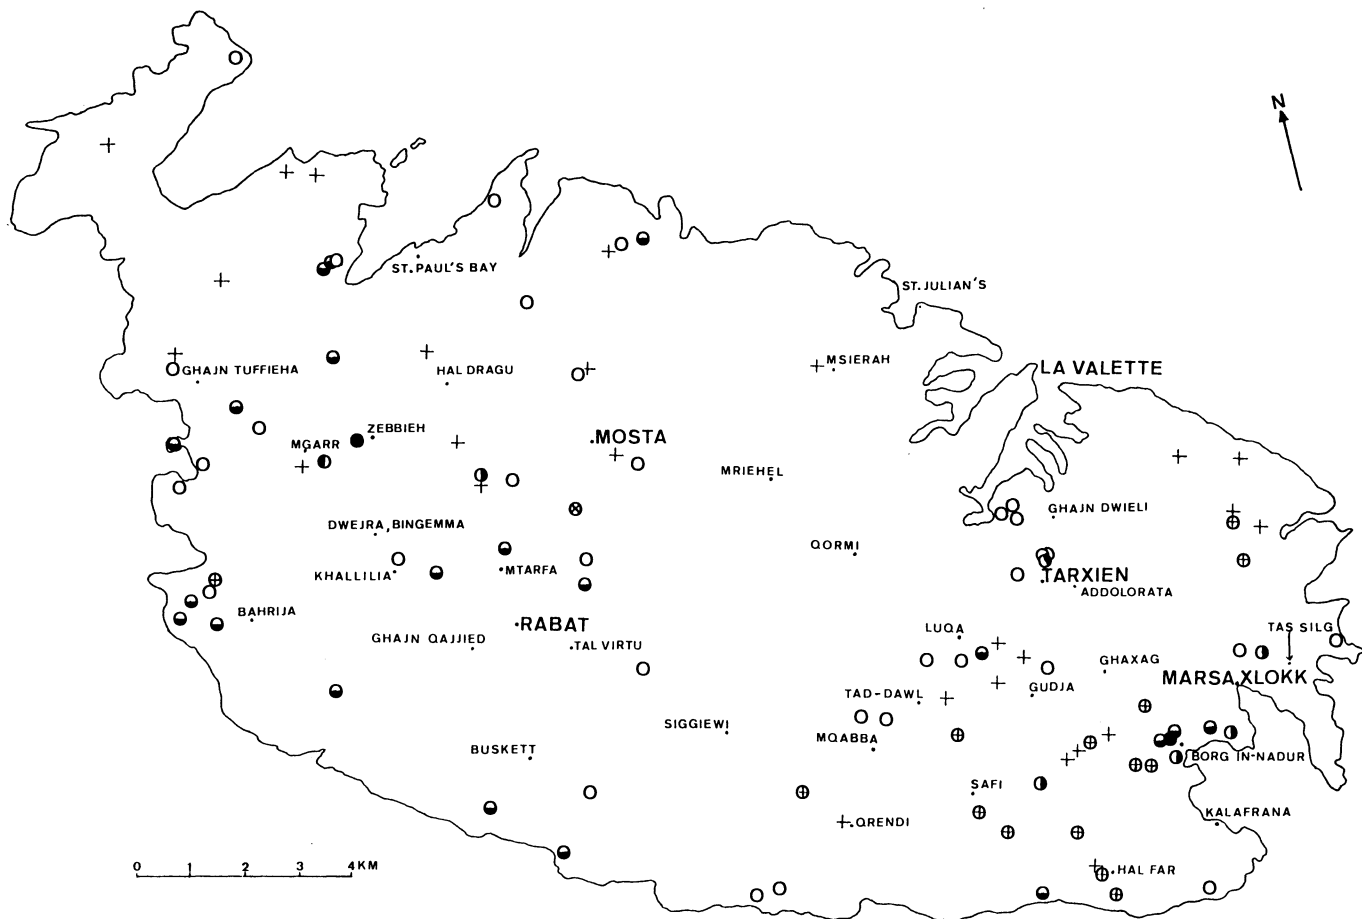 N
ST. PAUL'S BAY
ST. JULIAN'S
MSIERAH
LA VALETTE
GHAJN TUFFIEHA
HAL DRAGU
ZEBBIEH
MGARR
MOSTA
MRIEHEL
GHAJN DWIELI
DWEJRA, BINGEMMA
QORMI
KHALLILIA
MTARFA
TARXIEN
ADDOLORATA
BAHRIJA
RABAT
LUQA
TAS SILG
GHAJN QAJJIED
TAL VIRTU
GHAXAG
MARSAXLOKK
TAD-DAWL
GUDJA
SIGGIEWI
MQABBA
BUSKETT
BORG IN-NADUR
SAFI
QRENDI
KALAFRANA
HAL FAR
0 1 2 3 4 KM